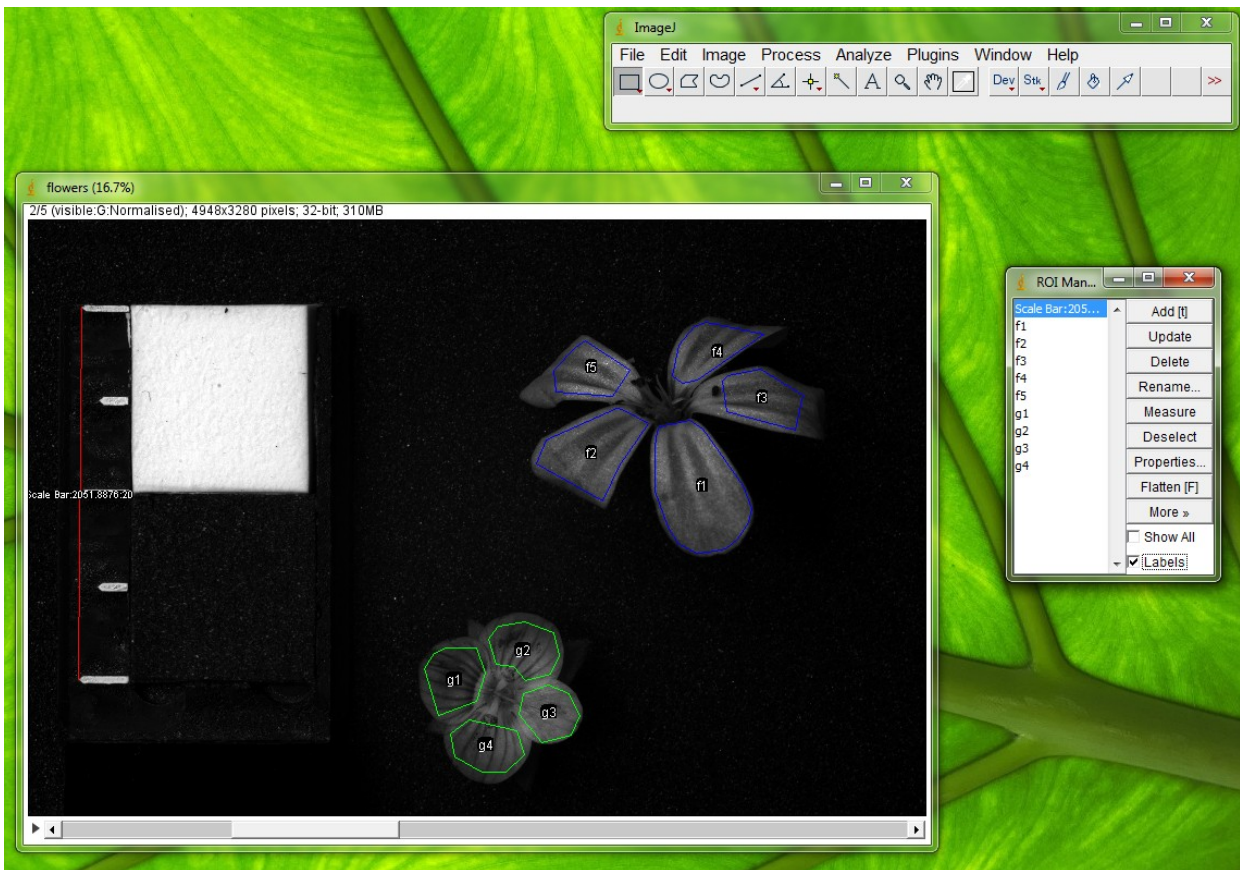 ImageJ
File Edit Image Process Analyze Plugins Window Help
Dev Stk >>
flowers (16.7%)
2/5 (visible:G:Normalised); 4948x3280 pixels; 32-bit; 310MB
f4
f5
f3
f2
f1
Scale Bar:2051.8876:20
g2
g1
g3
g4
ROI Man...
Scale Bar:205...
f1
f2
f3
f4
f5
g1
g2
g3
g4
Add [t]
Update
Delete
Rename...
Measure
Deselect
Properties...
Flatten [F]
More »
Show All
Labels